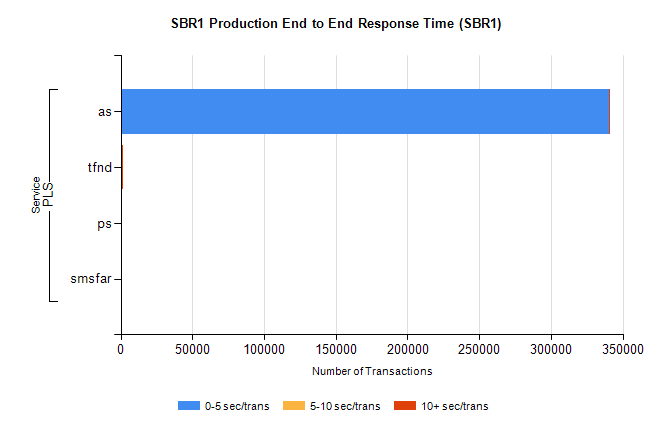 SBR1 Production End to End Response Time (SBR1)
Service
PLS
as
tfnd
ps
smsfar
0 50000 100000 150000 200000 250000 300000 350000
Number of Transactions
0-5 sec/trans 5-10 sec/trans 10+ sec/trans